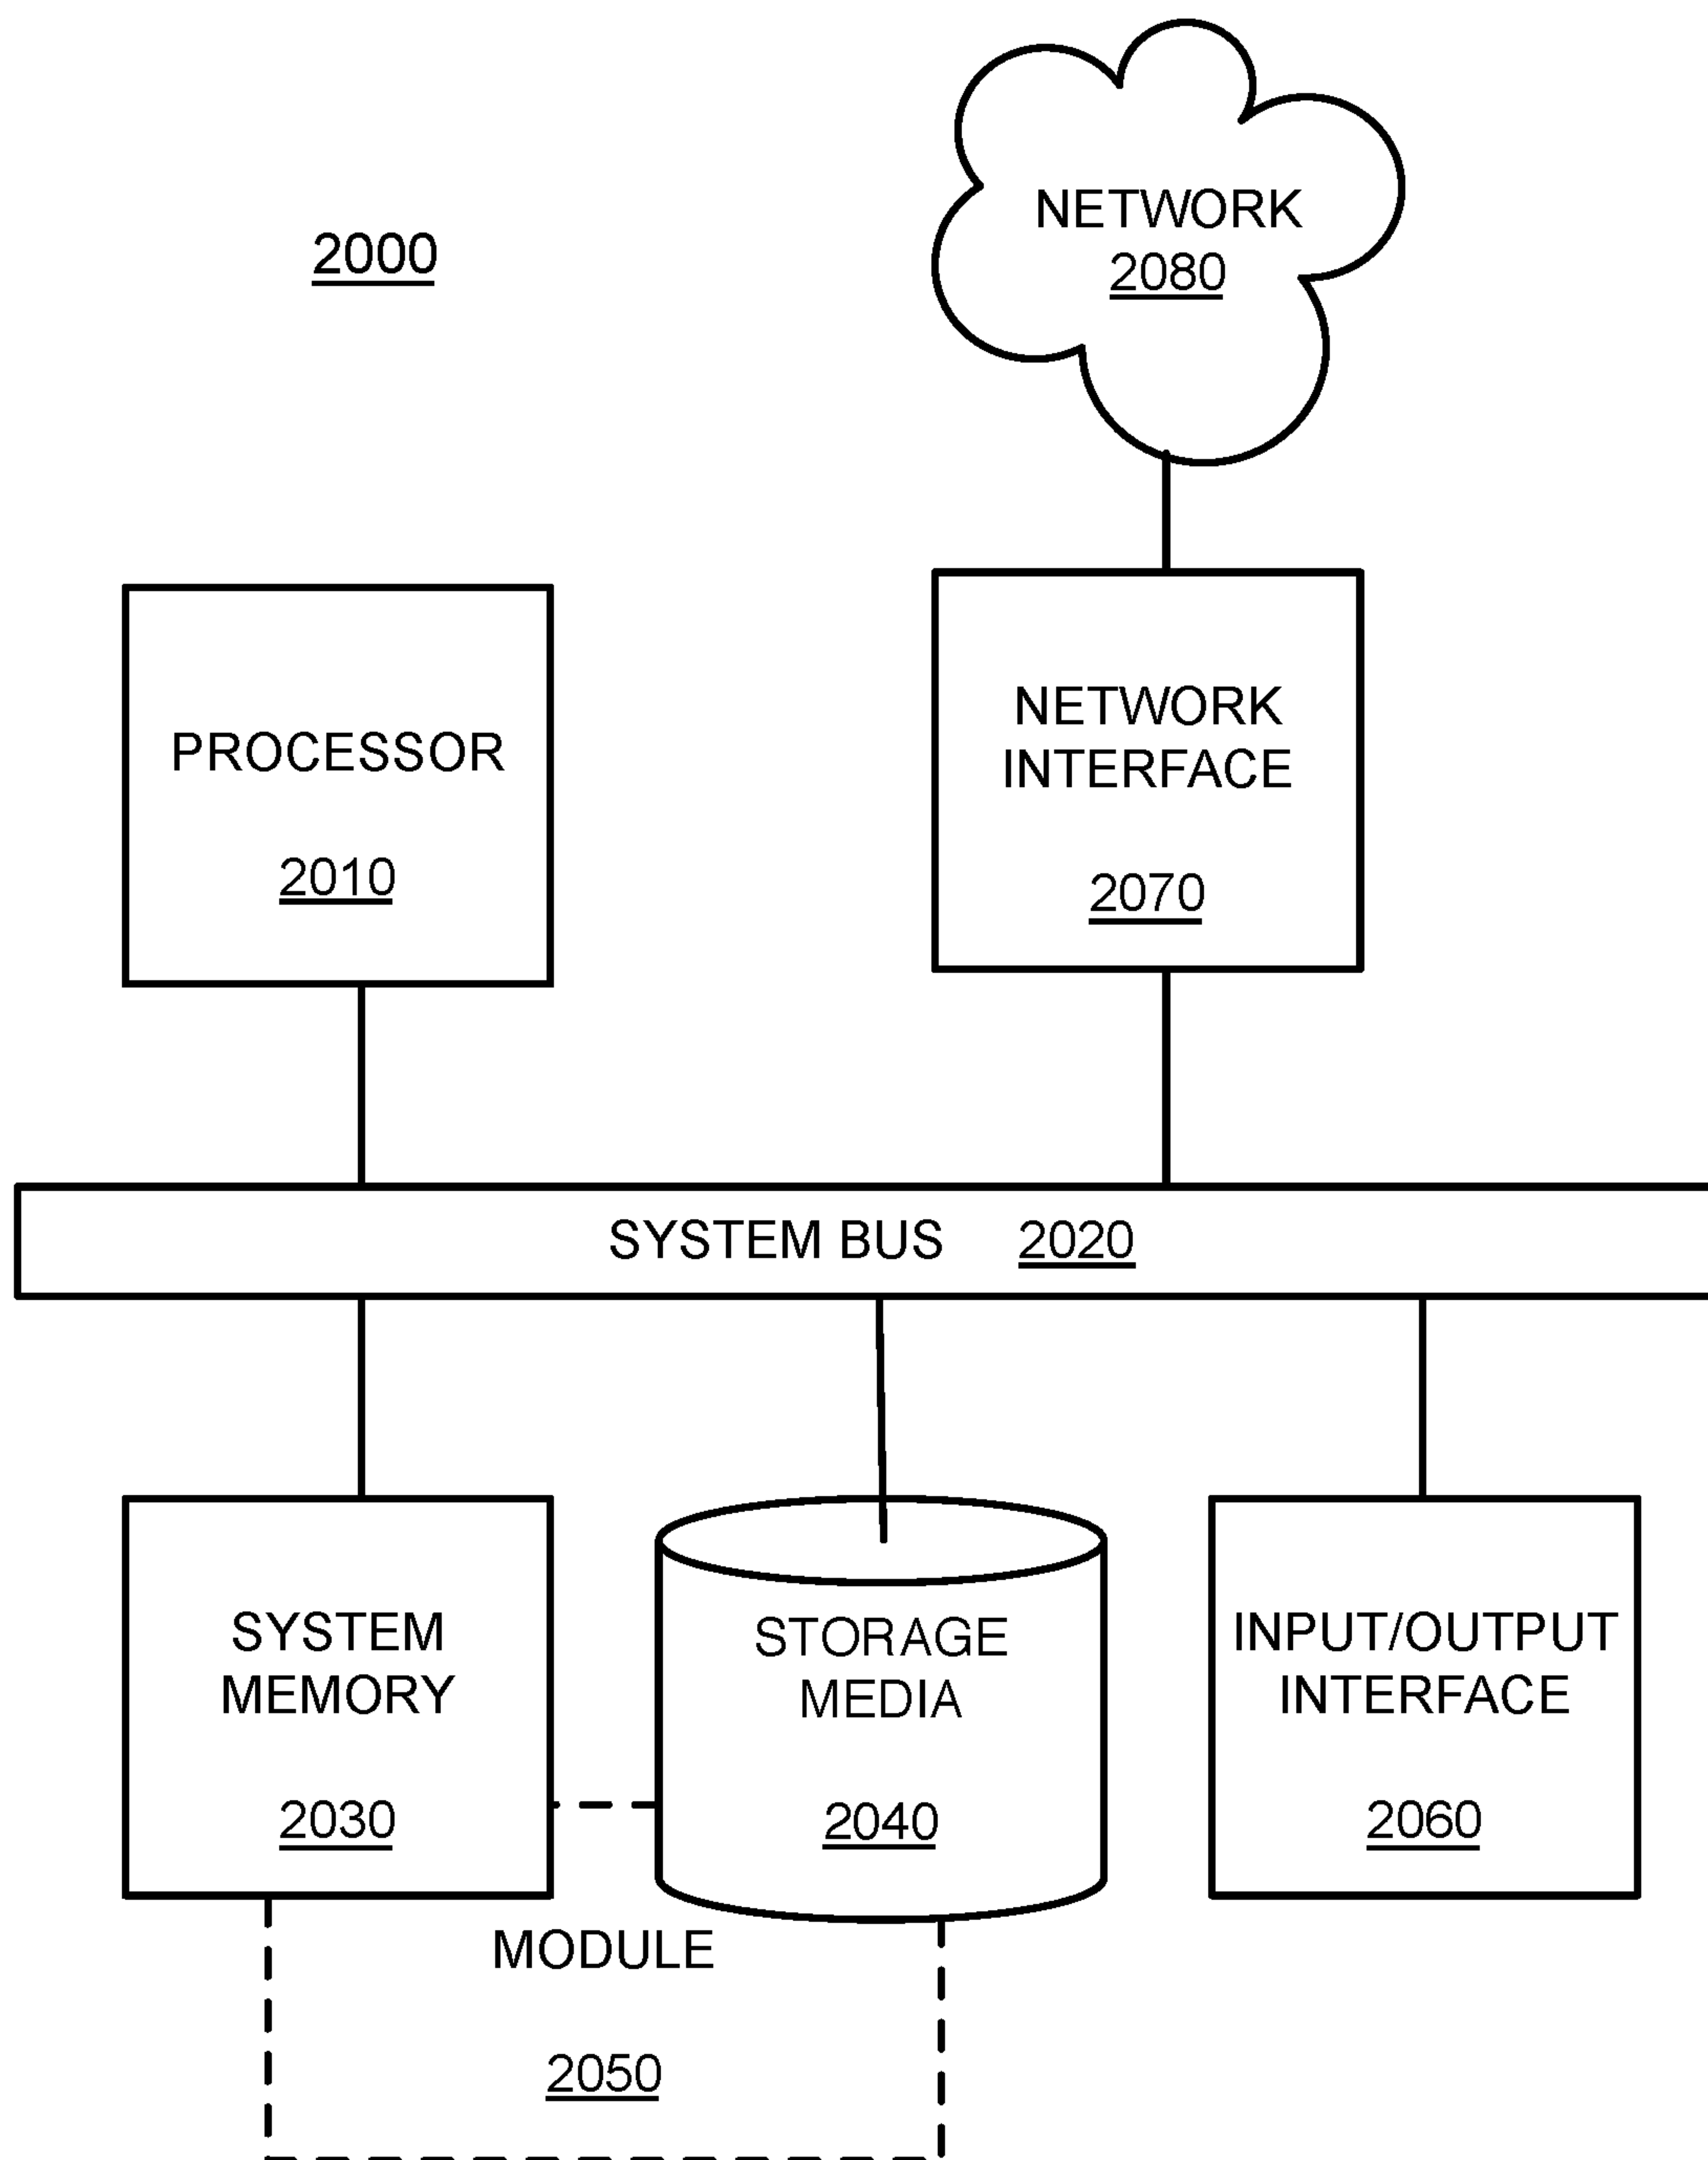 NETWORK
2080
2000
PROCESSOR
2010
NETWORK
INTERFACE
2070
SYSTEM BUS 2020
SYSTEM
MEMORY
2030
STORAGE
MEDIA
2040
INPUT/OUTPUT
INTERFACE
2060
MODULE
2050